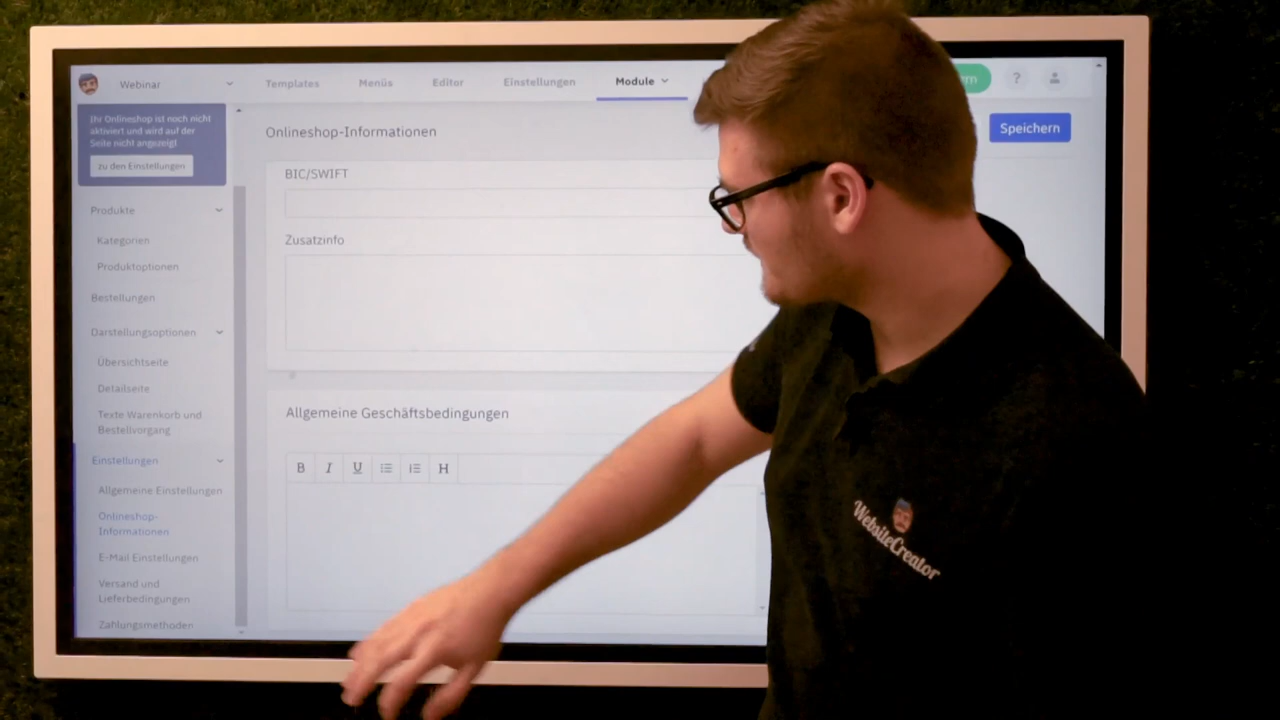 Webinar
Templates
Menüs
Editor
Einstellungen
Module
rn
?
Ihr Onlineshop ist noch nicht
aktiviert und wird auf der
Seite nicht angezeigt
zu den Einstellungen
Produkte
Kategorien
Produktoptionen
Bestellungen
Darstellungsoptionen
Übersichtseite
Detailseite
Texte Warenkorb und
Bestellvorgang
Einstellungen
Allgemeine Einstellungen
Onlineshop-
Informationen
E-Mail Einstellungen
Versand und
Lieferbedingungen
Zahlungsmethoden
Onlineshop-Informationen
Speichern
BIC/SWIFT
Zusatzinfo
Allgemeine Geschäftsbedingungen
B I U H
WebsiteCreator